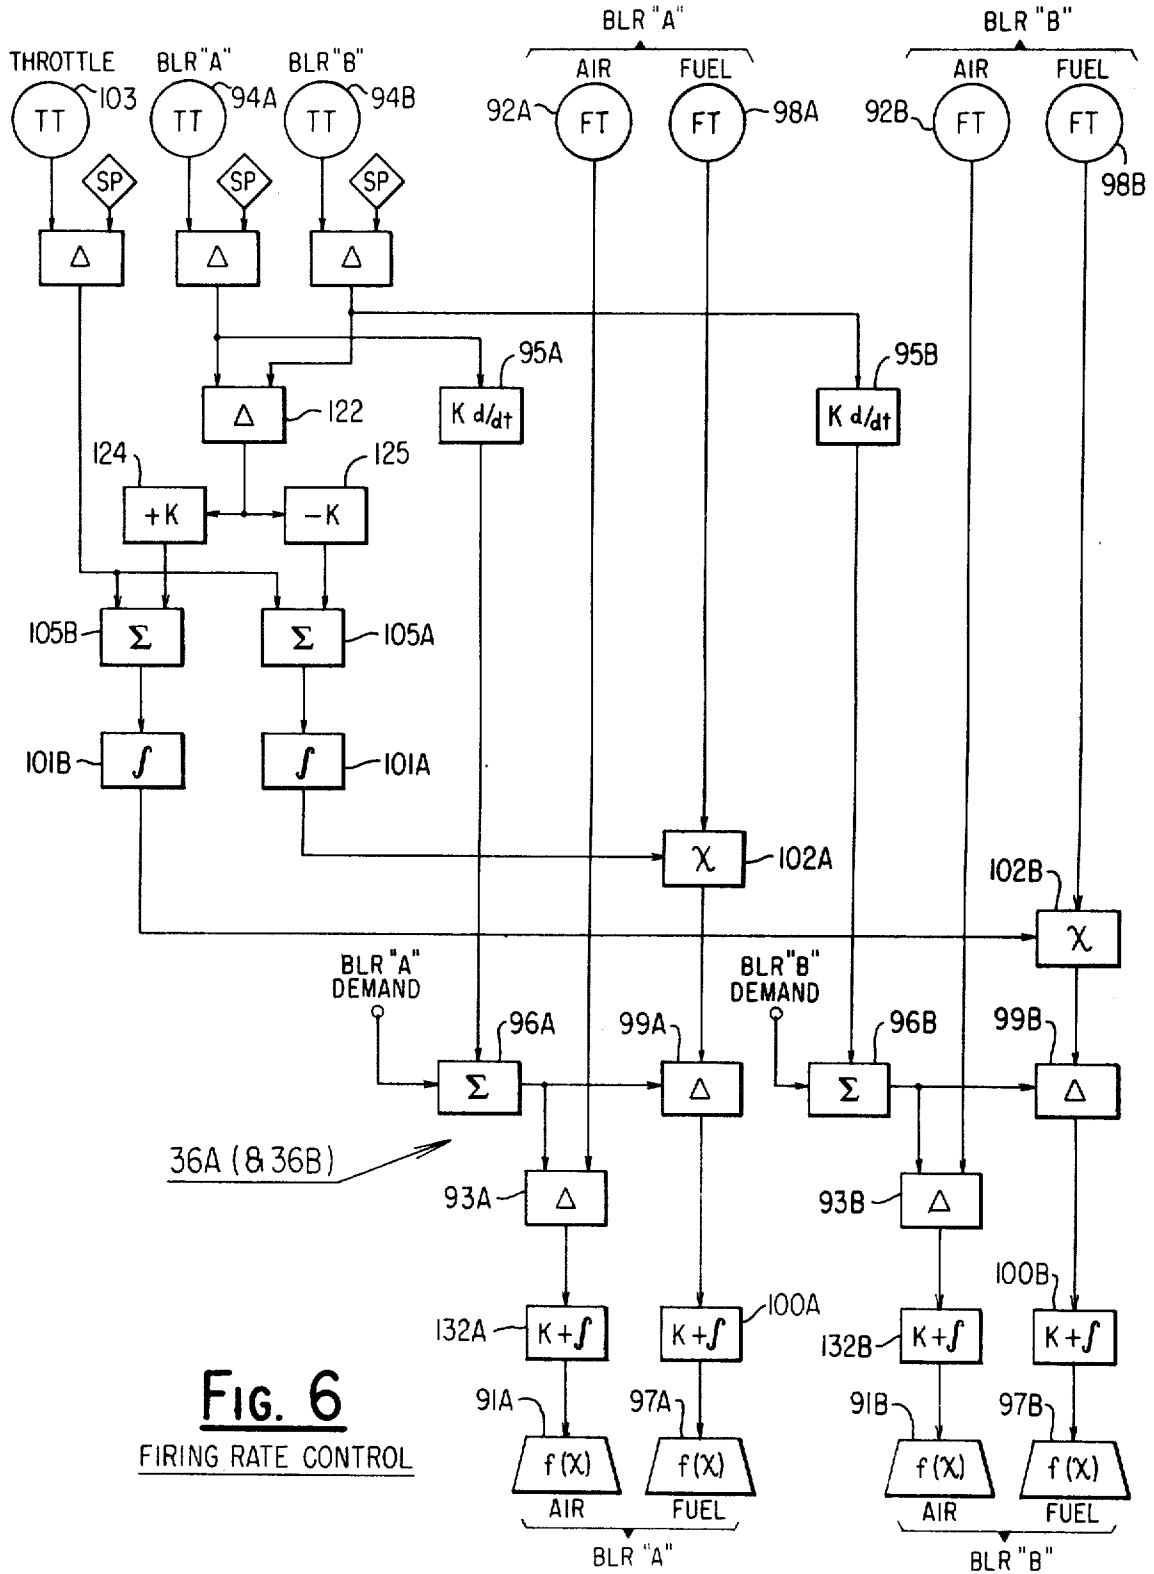 BLR "A"
BLR "B"
THROTTLE
BLR "A"
BLR "B"
AIR
FUEL
AIR
FUEL
103
94A
94B
92A
98A
92B
98B
TT
TT
TT
FT
FT
FT
FT
SP
SP
SP
Δ
Δ
Δ
95A
95B
Δ
122
K d/dt
K d/dt
124
125
+K
-K
105B
Σ
Σ
105A
101B
∫
∫
101A
χ
102A
102B
χ
BLR "A"
DEMAND
BLR "B"
DEMAND
96A
99A
96B
99B
Σ
Δ
Σ
Δ
36A (& 36B)
93A
Δ
93B
Δ
100A
100B
132A
K+∫
K+∫
132B
K+∫
K+∫
91A
97A
91B
97B
f(χ)
f(χ)
f(χ)
f(χ)
AIR
FUEL
AIR
FUEL
BLR "A"
BLR "B"
FIG. 6
FIRING RATE CONTROL